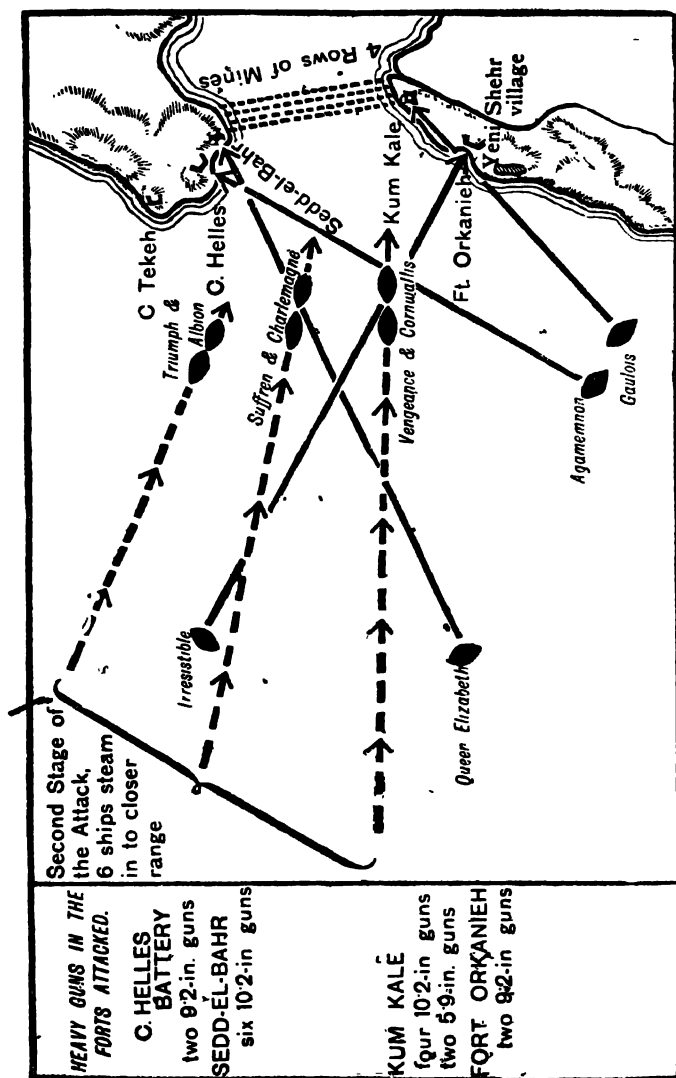 HEAVY GUNS IN THE
FORTS ATTACKED.
C. HELLES
BATTERY
two 9·2-in. guns
SEDD-EL-BAHR
six 10·2-in guns
KUM KALE
four 10·2-in guns
two 5·9-in. guns
FORT ORKANIEH
two 9·2-in guns
Second Stage of
the Attack,
6 ships steam
in to closer
range
C Tekeh
Triumph &
Albion
C. Helles
Sedd-el-Bahr
4 Rows of Mines
Suffren & Charlemagne
Kum Kale
Vengeance & Cornwallis
Ft. Orkanieh
Yeni Shehr
village
Irresistible
Queen Elizabeth
Agamemnon
Gaulois